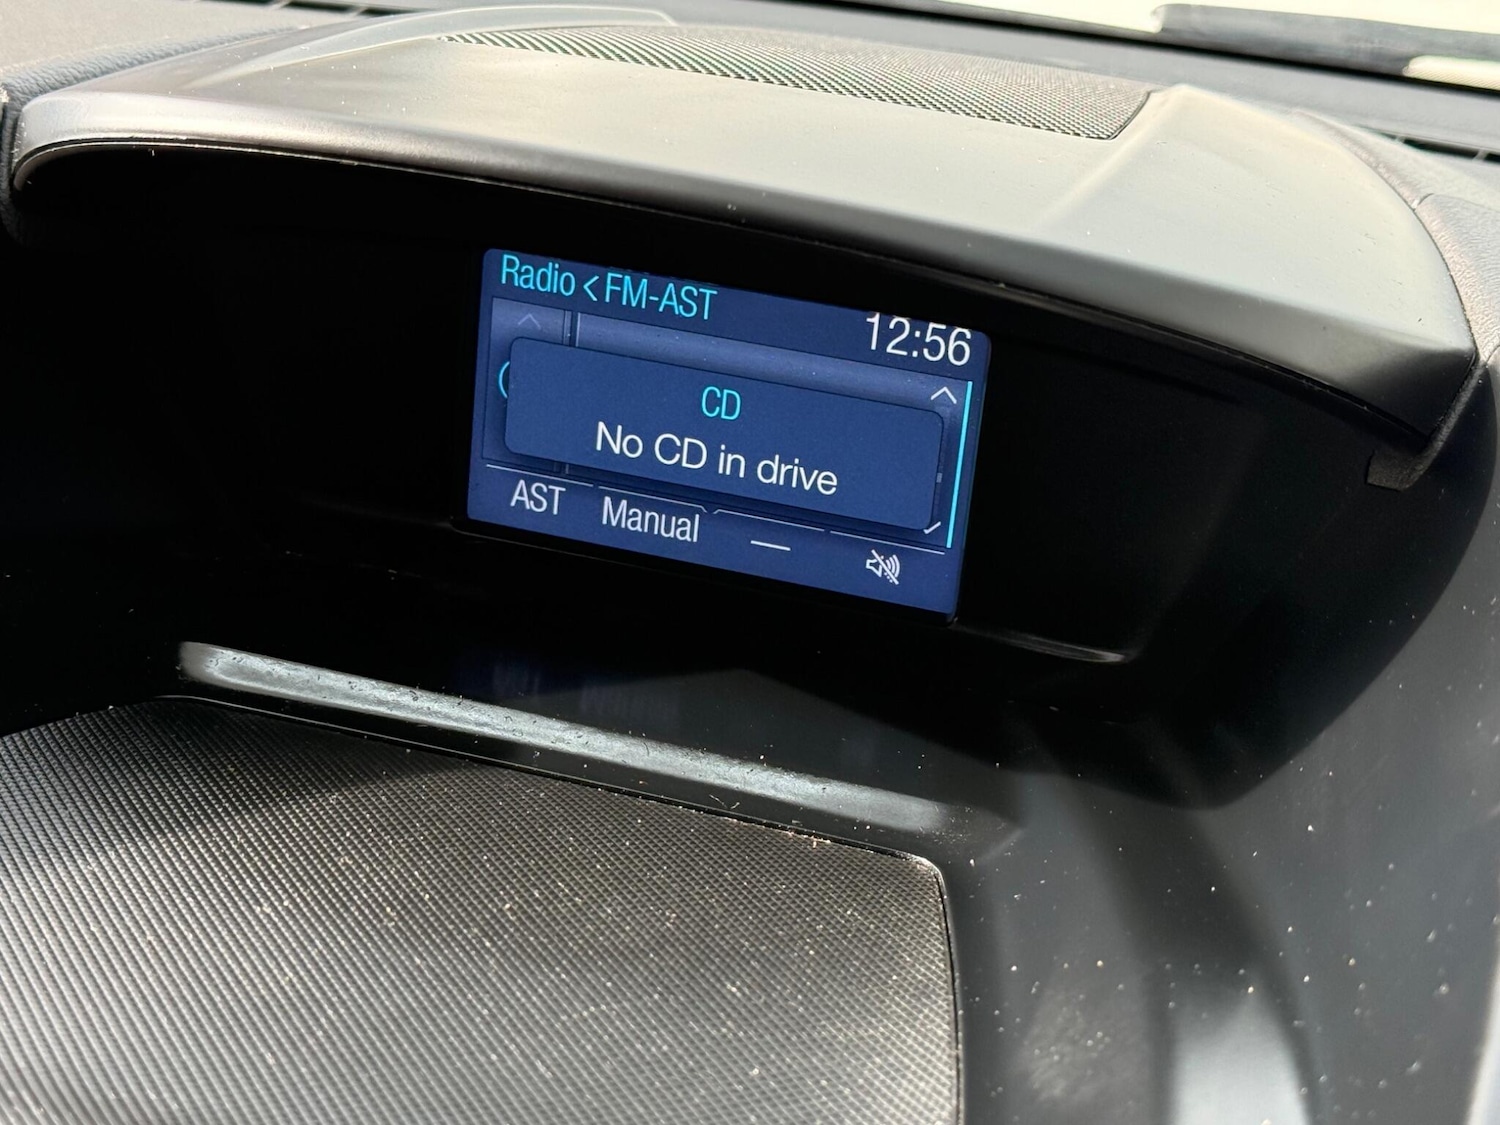 Radio < FM-AST
12:56
CD
No CD in drive
AST Manual —